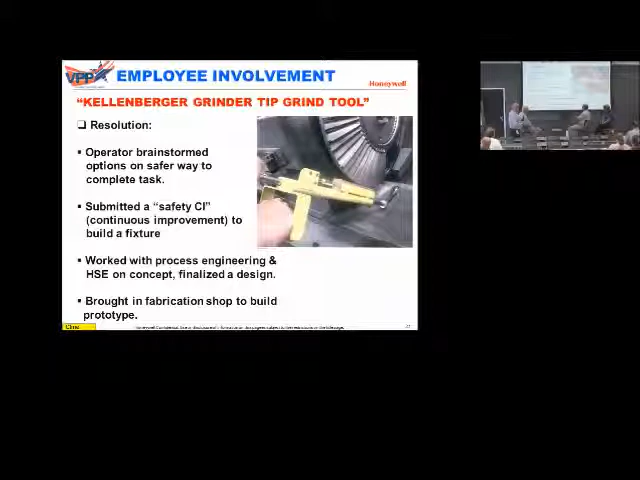 VPP
EMPLOYEE INVOLVEMENT
Honeywell
“KELLENBERGER GRINDER TIP GRIND TOOL”
❑ Resolution:
▪ Operator brainstormed
options on safer way to
complete task.
▪ Submitted a “safety CI”
(continuous improvement) to
build a fixture
▪ Worked with process engineering &
HSE on concept, finalized a design.
▪ Brought in fabrication shop to build
prototype.